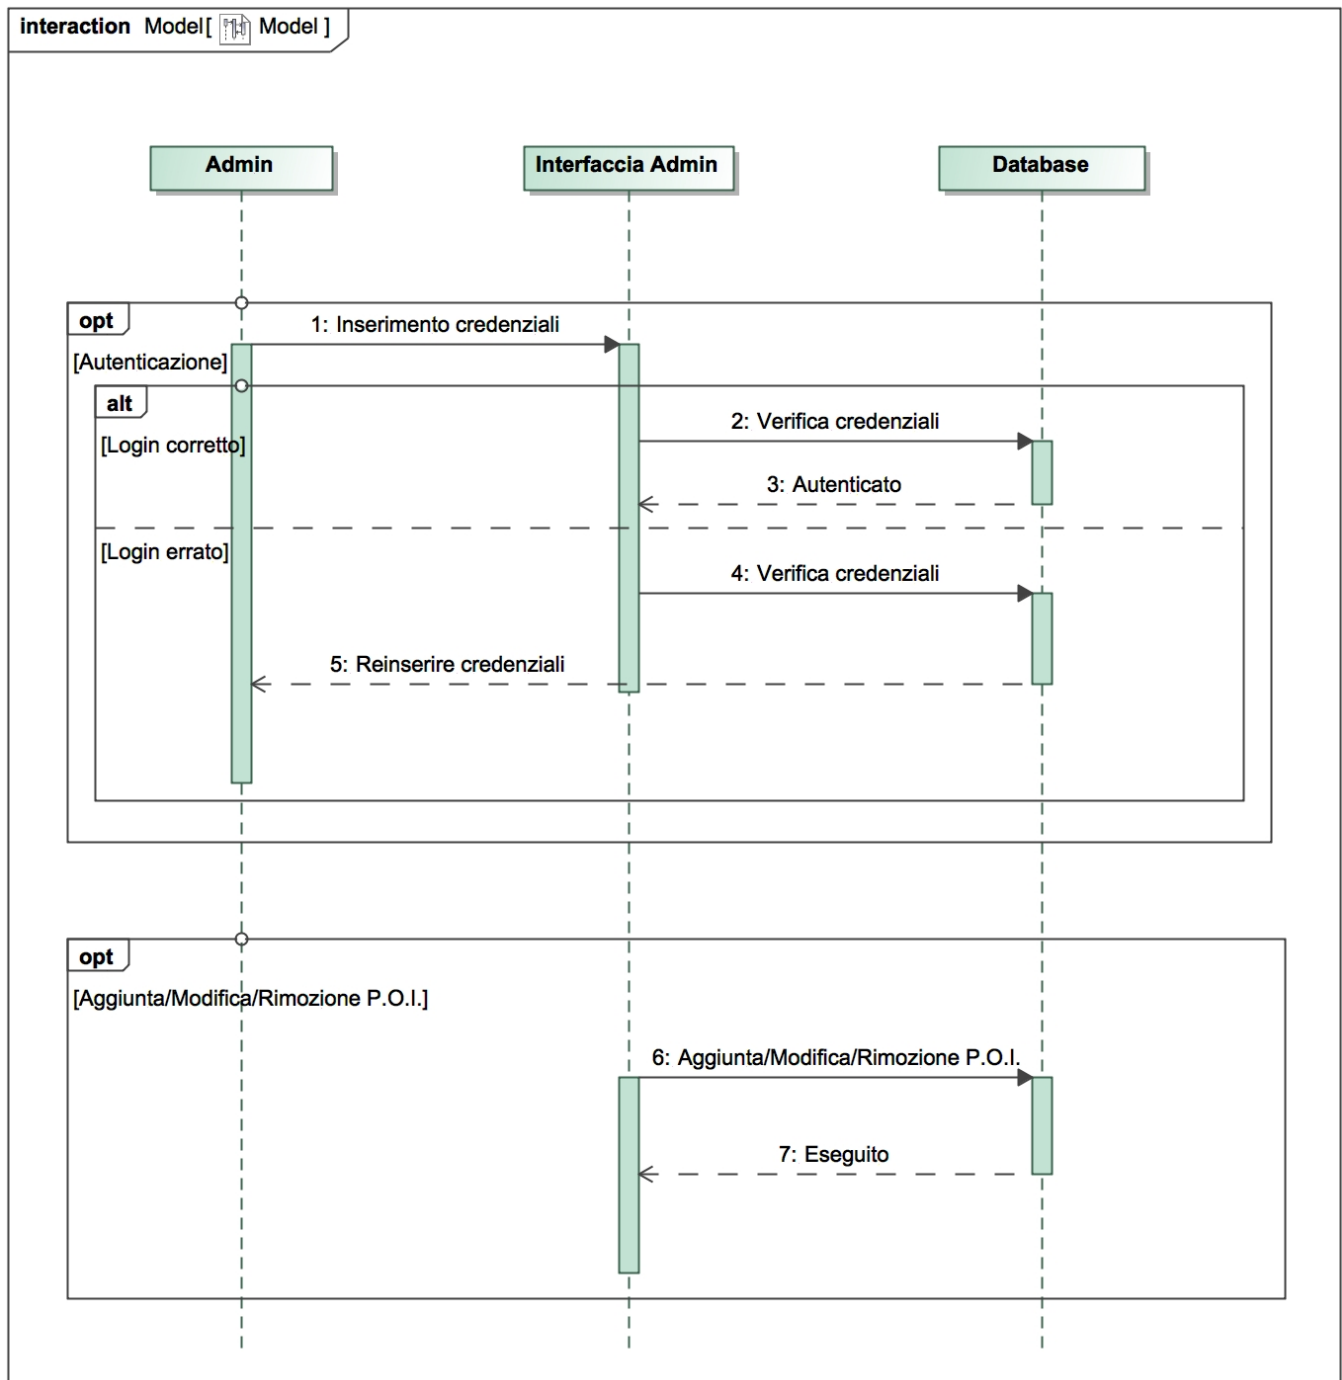 interaction Model[ Model ]
Admin
Interfaccia Admin
Database
opt
1: Inserimento credenziali
[Autenticazione]
alt
2: Verifica credenziali
[Login corretto]
3: Autenticato
[Login errato]
4: Verifica credenziali
5: Reinserire credenziali
opt
[Aggiunta/Modifica/Rimozione P.O.I.]
6: Aggiunta/Modifica/Rimozione P.O.I.
7: Eseguito